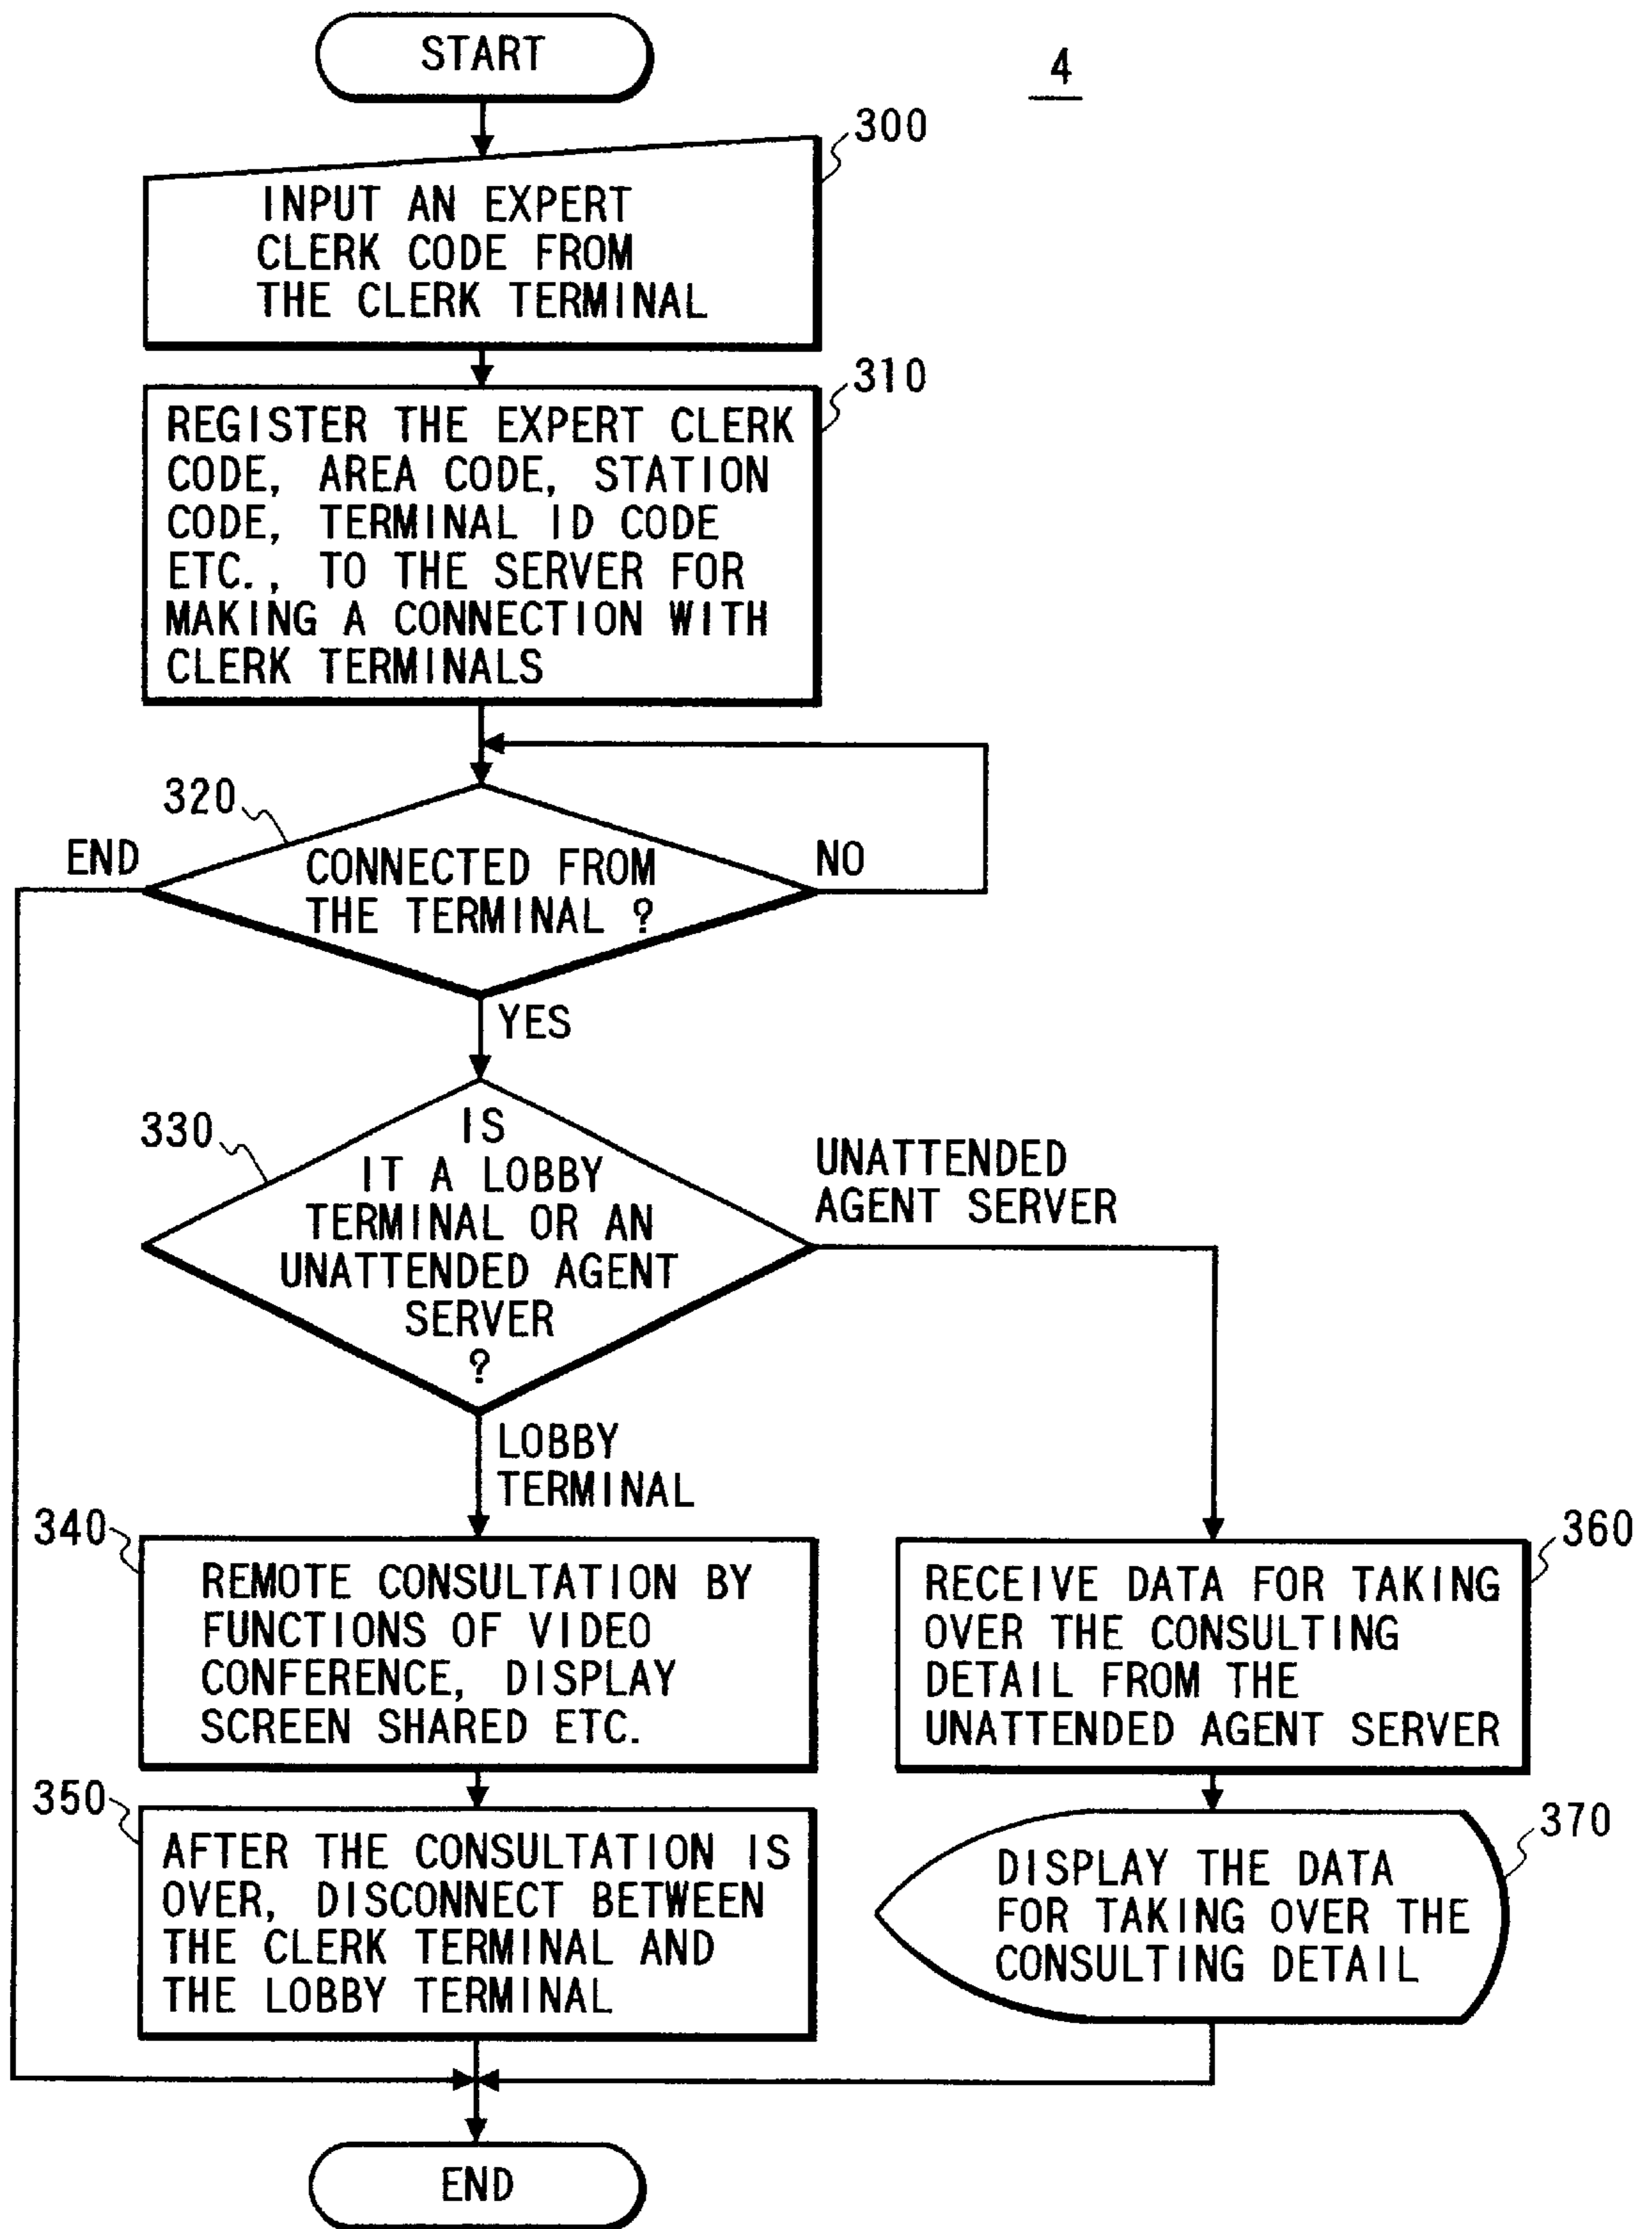 START
4
300
INPUT AN EXPERT
CLERK CODE FROM
THE CLERK TERMINAL
310
REGISTER THE EXPERT CLERK
CODE, AREA CODE, STATION
CODE, TERMINAL ID CODE
ETC., TO THE SERVER FOR
MAKING A CONNECTION WITH
CLERK TERMINALS
320
END
CONNECTED FROM
THE TERMINAL ?
NO
YES
330
IS
IT A LOBBY
TERMINAL OR AN
UNATTENDED AGENT
SERVER
?
UNATTENDED
AGENT SERVER
LOBBY
TERMINAL
340
REMOTE CONSULTATION BY
FUNCTIONS OF VIDEO
CONFERENCE, DISPLAY
SCREEN SHARED ETC.
360
RECEIVE DATA FOR TAKING
OVER THE CONSULTING
DETAIL FROM THE
UNATTENDED AGENT SERVER
350
AFTER THE CONSULTATION IS
OVER, DISCONNECT BETWEEN
THE CLERK TERMINAL AND
THE LOBBY TERMINAL
370
DISPLAY THE DATA
FOR TAKING OVER THE
CONSULTING DETAIL
END